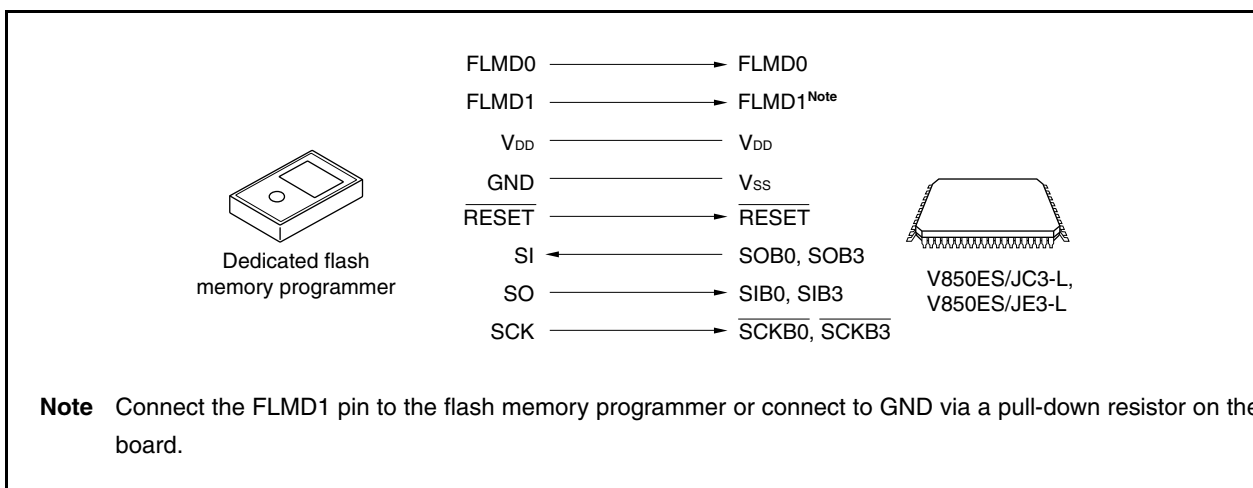 FLMD0 FLMD0
FLMD1 FLMD1Note
VDD VDD
GND VSS
RESET RESET
SI SOB0, SOB3
SO SIB0, SIB3
SCK SCKB0, SCKB3
Dedicated flash
memory programmer
V850ES/JC3-L,
V850ES/JE3-L
Note Connect the FLMD1 pin to the flash memory programmer or connect to GND via a pull-down resistor on the
board.